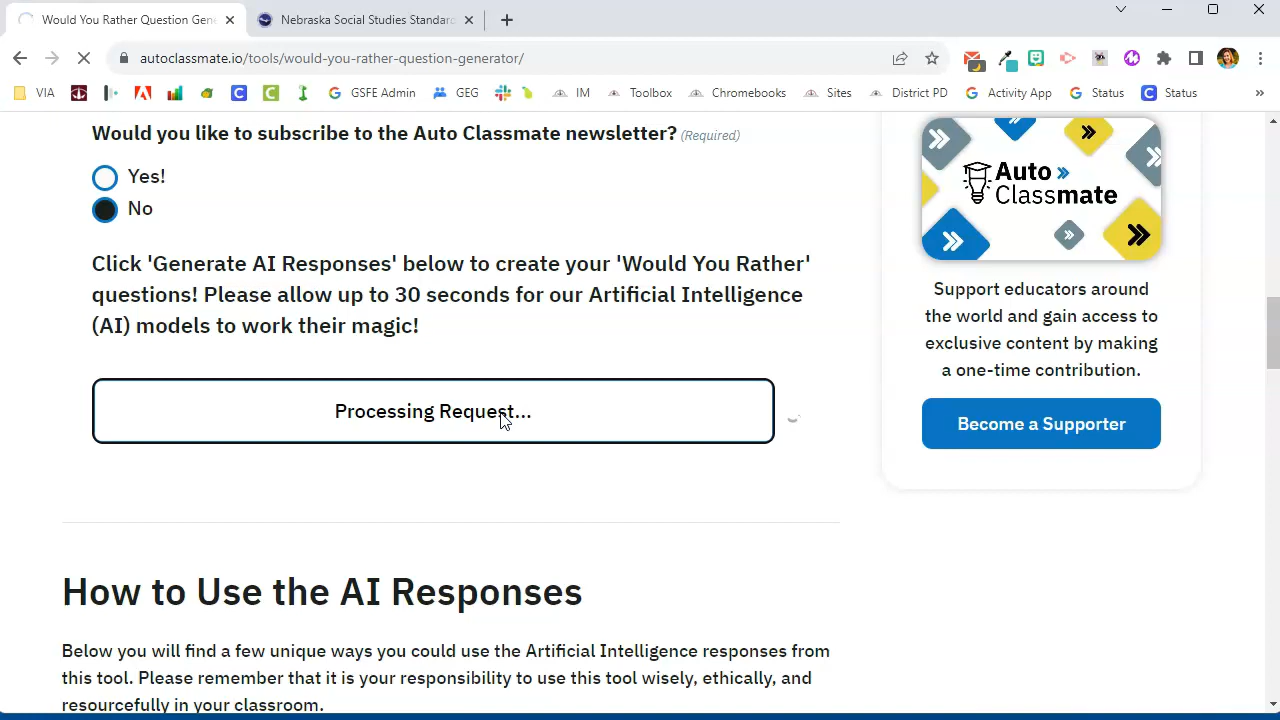 Would You Rather Question Gene
Nebraska Social Studies Standard
autoclassmate.io/tools/would-you-rather-question-generator/
VIA
GSFE Admin
GEG
IM
Toolbox
Chromebooks
Sites
District PD
Activity App
Status
Status
Would you like to subscribe to the Auto Classmate newsletter? (Required)
Yes!
No
Click 'Generate AI Responses' below to create your 'Would You Rather'
questions! Please allow up to 30 seconds for our Artificial Intelligence
(AI) models to work their magic!
Processing Request...
Auto
Classmate
Support educators around
the world and gain access to
exclusive content by making
a one-time contribution.
Become a Supporter
How to Use the AI Responses
Below you will find a few unique ways you could use the Artificial Intelligence responses from
this tool. Please remember that it is your responsibility to use this tool wisely, ethically, and
resourcefully in your classroom.